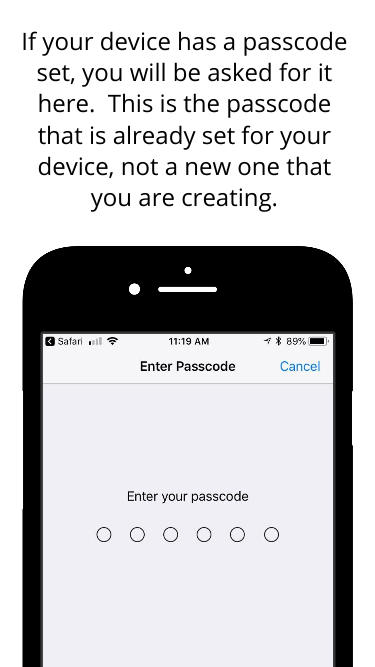 If your device has a passcode
set, you will be asked for it
here.  This is the passcode
that is already set for your
device, not a new one that
you are creating.
Safari 11:19 AM 89%
Enter Passcode Cancel
Enter your passcode